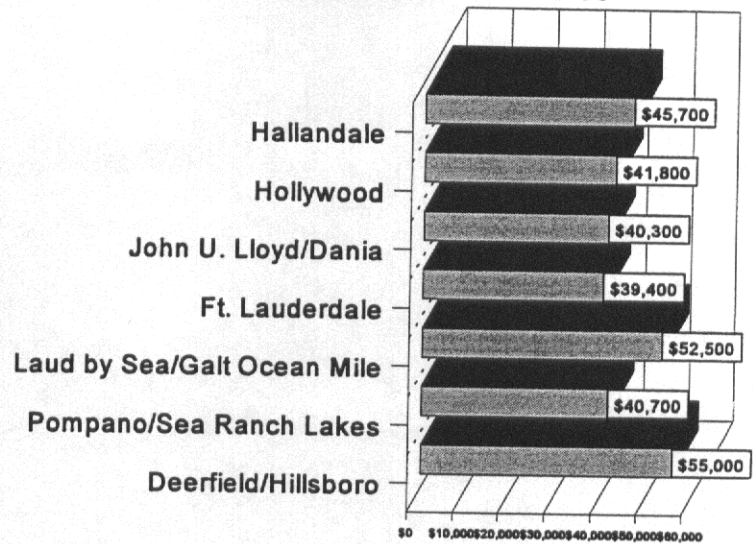 $45,700
Hallandale
$41,800
Hollywood
$40,300
John U. Lloyd/Dania
$39,400
Ft. Lauderdale
$52,500
Laud by Sea/Galt Ocean Mile
$40,700
Pompano/Sea Ranch Lakes
$55,000
Deerfield/Hillsboro
$0 $10,000 $20,000 $30,000 $40,000 $50,000 $60,000